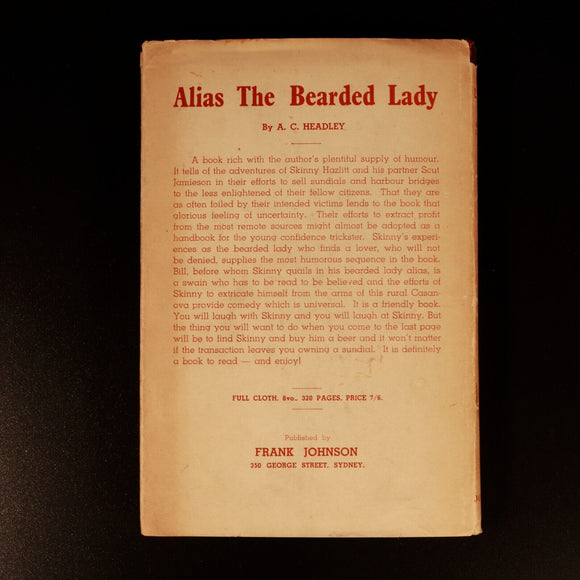 Alias The Bearded Lady
By A. C. HEADLEY
A book rich with the author's plentiful supply of humour.
It tells of the adventures of Skinny Hazlitt and his partner Scut
Jamieson in their efforts to sell sundials and harbour bridges
to the less enlightened of their fellow citizens. That they are
as often foiled by their intended victims lends to the book that
glorious feeling of uncertainty. Their efforts to extract profit
from the most remote sources might almost be adopted as a
handbook for the young confidence trickster. Skinny's experi-
ences as the bearded lady who finds a lover, who will not
be denied, supplies the most humorous sequence in the book.
Bill, before whom Skinny quails in his bearded lady alias, is
a swain who has to be read to be believed and the efforts of
Skinny to extricate himself from the arms of this rural Casan-
ova provide comedy which is universal. It is a friendly book.
You will laugh with Skinny and you will laugh at Skinny. But
the thing you will want to do when you come to the last page
will be to find Skinny and buy him a beer and it won't matter
if the transaction leaves you owning a sundial. It is definitely
a book to read — and enjoy!
FULL CLOTH, 8vo., 320 PAGES, PRICE 7/6.
Published by
FRANK JOHNSON
350 GEORGE STREET, SYDNEY.